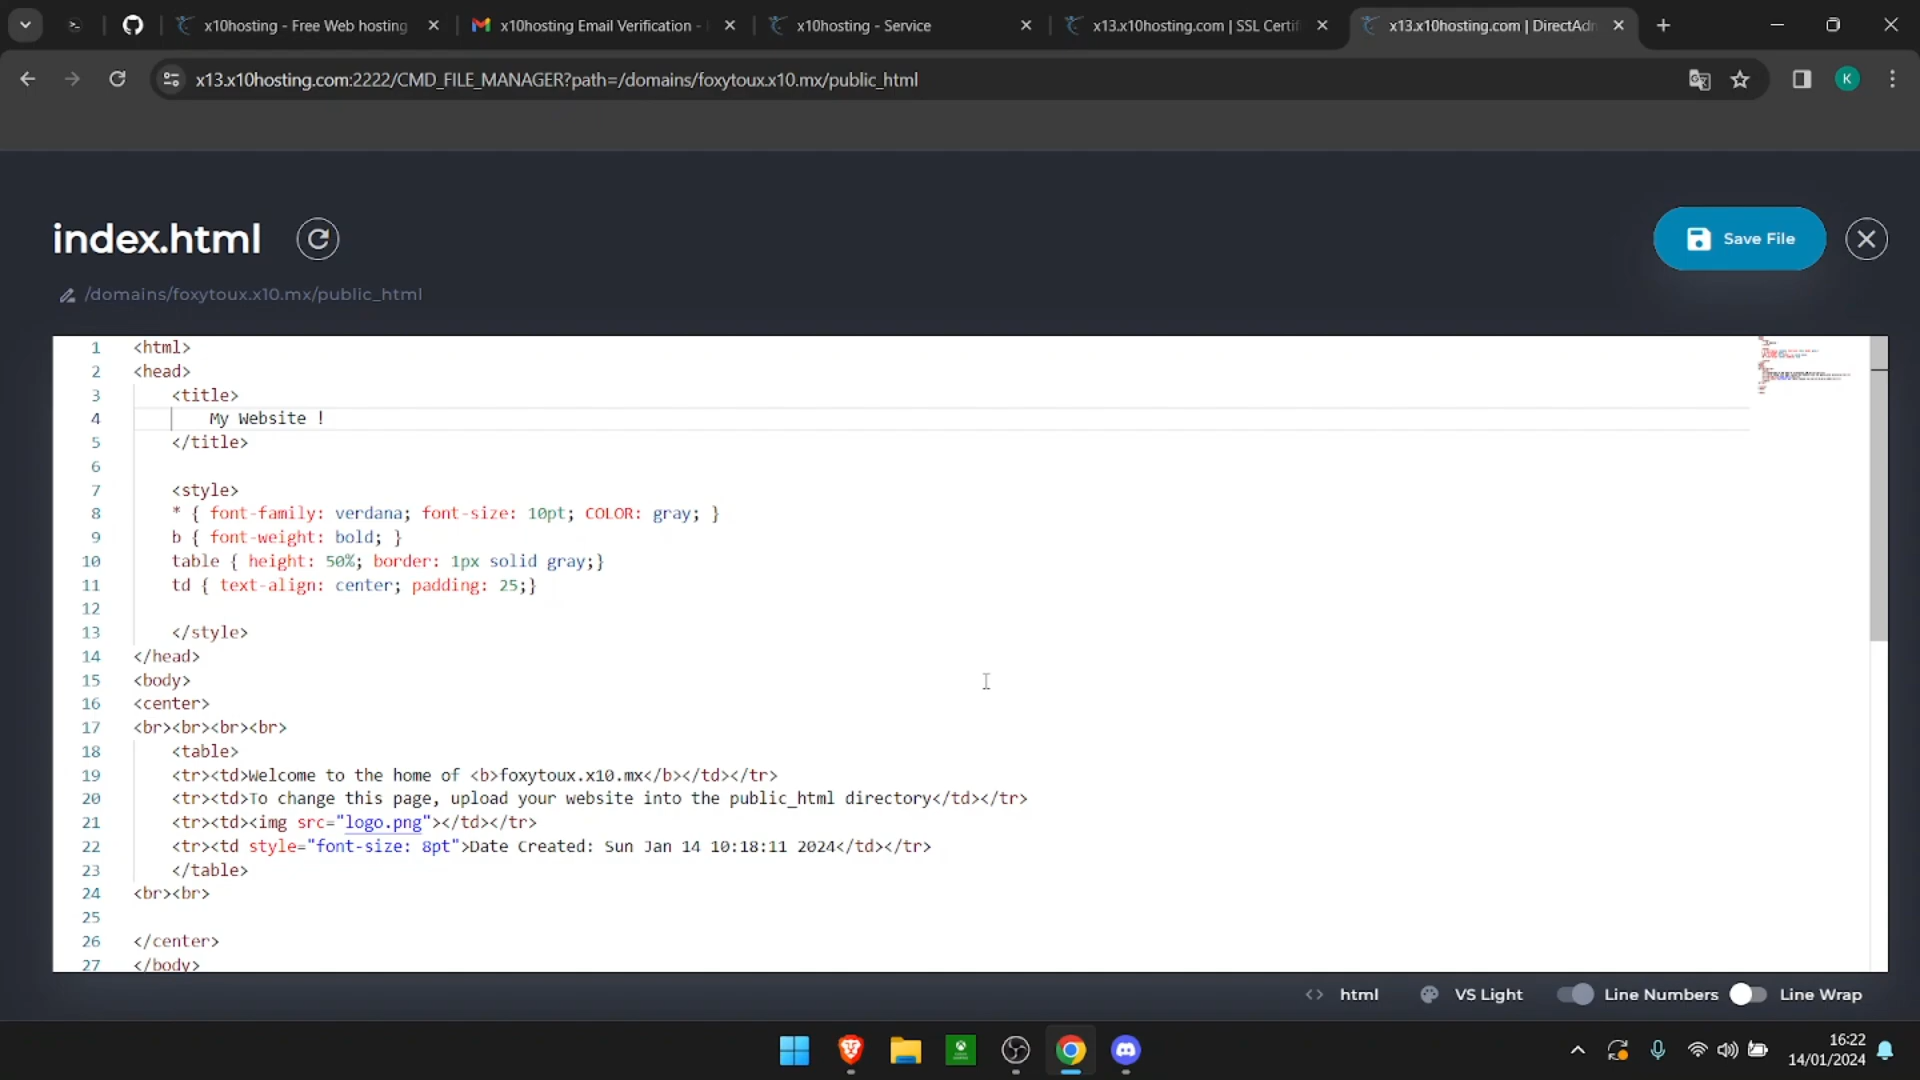 x10hosting - Free Web hosting
x10hosting Email Verification -
x10hosting - Service
x13.x10hosting.com | SSL Certif
x13.x10hosting.com | DirectAdn
x13.x10hosting.com:2222/CMD_FILE_MANAGER?path=/domains/foxytoux.x10.mx/public_html
K
index.html
Save File
/domains/foxytoux.x10.mx/public_html
1 <html>
2 <head>
3 <title>
4 My Website !
5 </title>
6
7 <style>
8 * { font-family: verdana; font-size: 10pt; COLOR: gray; }
9 b { font-weight: bold; }
10 table { height: 50%; border: 1px solid gray;}
11 td { text-align: center; padding: 25;}
12
13 </style>
14 </head>
15 <body>
16 <center>
17 <br><br><br><br>
18 <table>
19 <tr><td>Welcome to the home of <b>foxytoux.x10.mx</b></td></tr>
20 <tr><td>To change this page, upload your website into the public_html directory</td></tr>
21 <tr><td><img src="logo.png"></td></tr>
22 <tr><td style="font-size: 8pt">Date Created: Sun Jan 14 10:18:11 2024</td></tr>
23 </table>
24 <br><br>
25
26 </center>
27 </body>
<> html
VS Light
Line Numbers
Line Wrap
16:22
14/01/2024